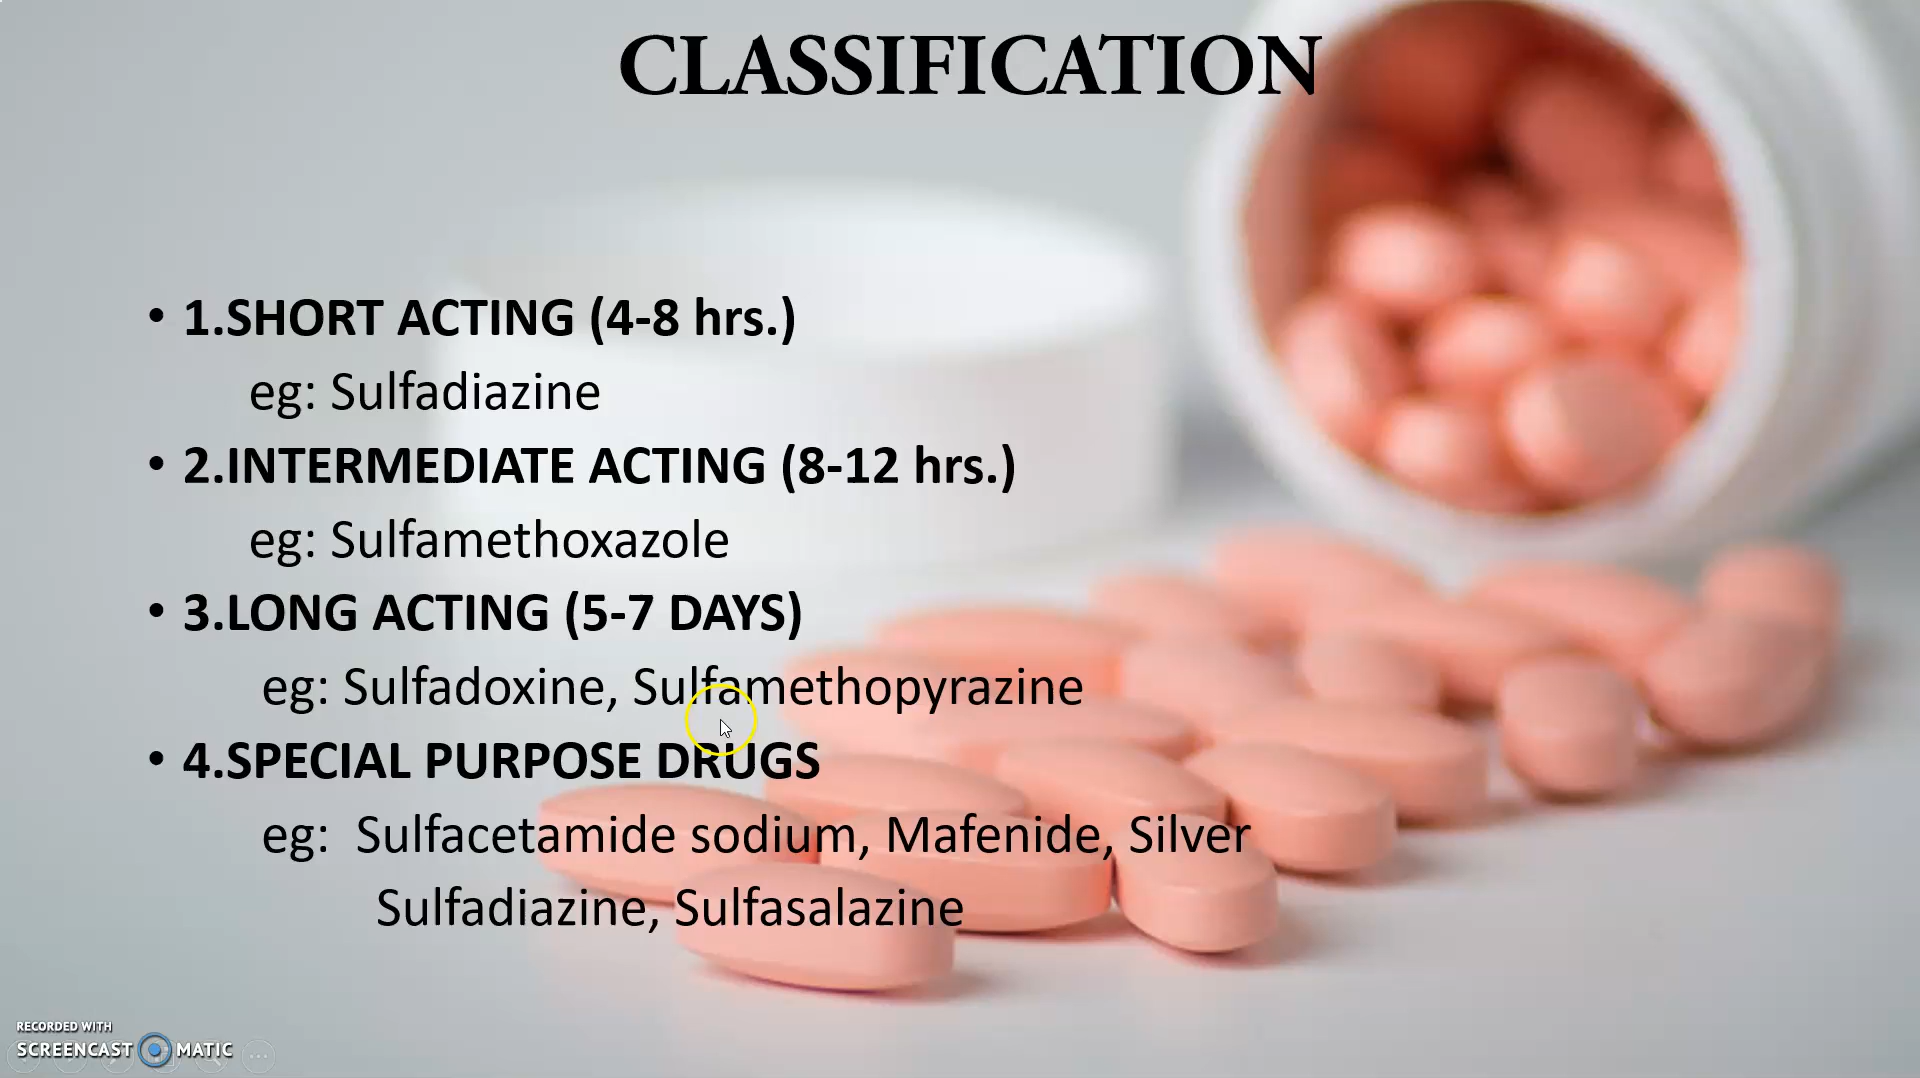 CLASSIFICATION
• 1.SHORT ACTING (4-8 hrs.)
eg: Sulfadiazine
• 2.INTERMEDIATE ACTING (8-12 hrs.)
eg: Sulfamethoxazole
• 3.LONG ACTING (5-7 DAYS)
eg: Sulfadoxine, Sulfamethopyrazine
• 4.SPECIAL PURPOSE DRUGS
eg:  Sulfacetamide sodium, Mafenide, Silver
Sulfadiazine, Sulfasalazine
RECORDED WITH
SCREENCAST MATIC